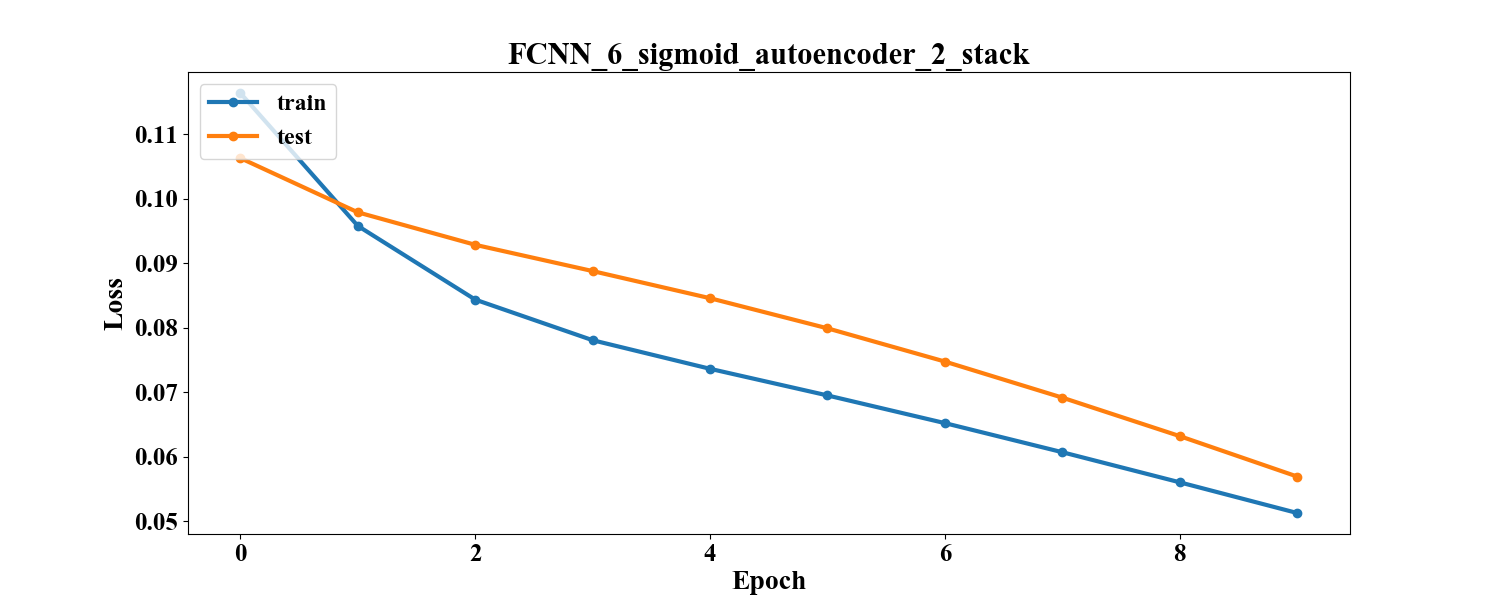 FCNN_6_sigmoid_autoencoder_2_stack
train
test
0.11
0.10
0.09
0.08
0.07
0.06
0.05
Loss
0 2 4 6 8
Epoch